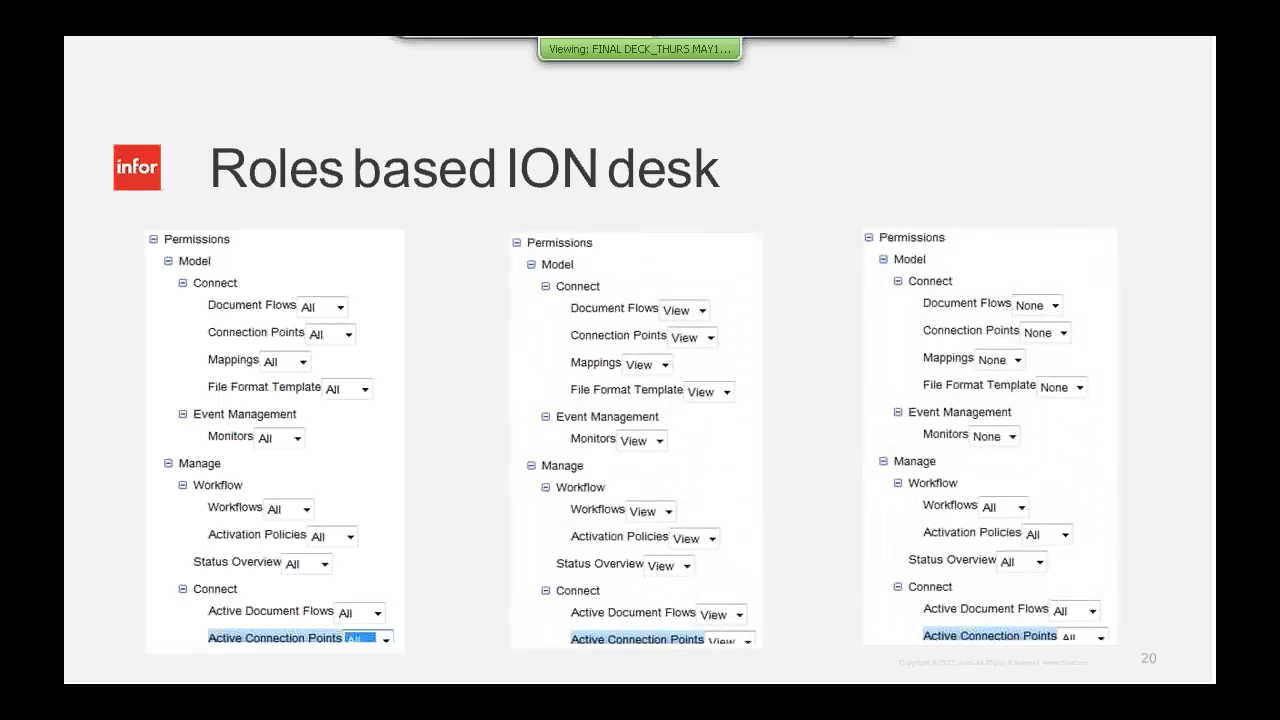 Viewing: FINAL DECK_THURS MAY1...
infor
Roles based ION desk
Permissions
Model
Connect
Document Flows All
Connection Points All
Mappings All
File Format Template All
Event Management
Monitors All
Manage
Workflow
Workflows All
Activation Policies All
Status Overview All
Connect
Active Document Flows All
Active Connection Points All
Permissions
Model
Connect
Document Flows View
Connection Points View
Mappings View
File Format Template View
Event Management
Monitors View
Manage
Workflow
Workflows View
Activation Policies View
Status Overview View
Connect
Active Document Flows View
Active Connection Points View
Permissions
Model
Connect
Document Flows None
Connection Points None
Mappings None
File Format Template None
Event Management
Monitors None
Manage
Workflow
Workflows All
Activation Policies All
Status Overview All
Connect
Active Document Flows All
Active Connection Points All
20